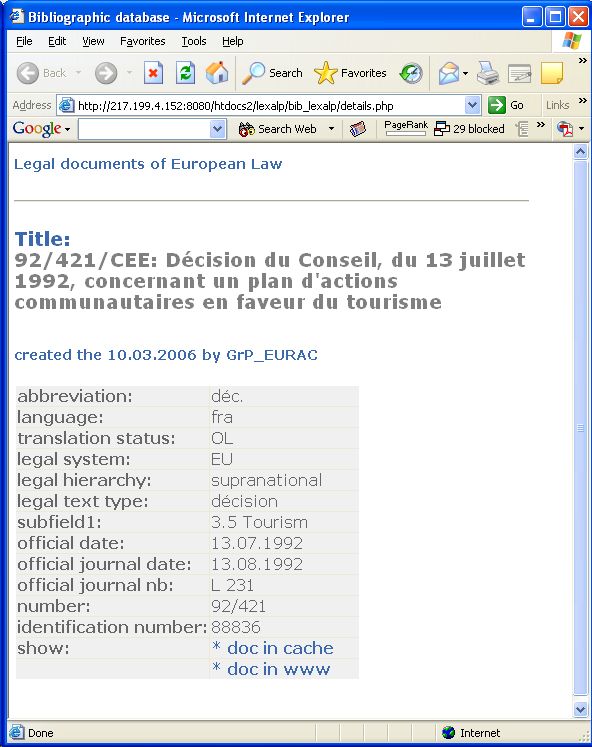 Bibliographic database - Microsoft Internet Explorer
File Edit View Favorites Tools Help
Back Search Favorites
Address http://217.199.4.152:8080/htdocs2/lexalp/bib_lexalp/details.php Go Links
Google Search Web PageRank 29 blocked
Legal documents of European Law
Title:
92/421/CEE: Décision du Conseil, du 13 juillet
1992, concernant un plan d'actions
communautaires en faveur du tourisme
created the 10.03.2006 by GrP_EURAC
abbreviation: déc.
language: fra
translation status: OL
legal system: EU
legal hierarchy: supranational
legal text type: décision
subfield1: 3.5 Tourism
official date: 13.07.1992
official journal date: 13.08.1992
official journal nb: L 231
number: 92/421
identification number: 88836
show: * doc in cache
* doc in www
Done Internet